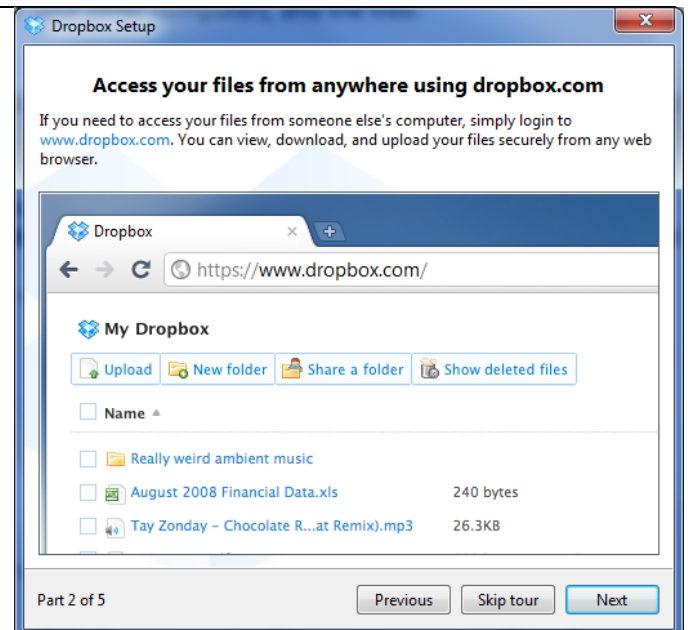 Dropbox Setup
Access your files from anywhere using dropbox.com
If you need to access your files from someone else's computer, simply login to
www.dropbox.com. You can view, download, and upload your files securely from any web
browser.
Dropbox
https://www.dropbox.com/
My Dropbox
Upload New folder Share a folder Show deleted files
Name
Really weird ambient music
August 2008 Financial Data.xls 240 bytes
Tay Zonday – Chocolate R...at Remix).mp3 26.3KB
Part 2 of 5 Previous Skip tour Next